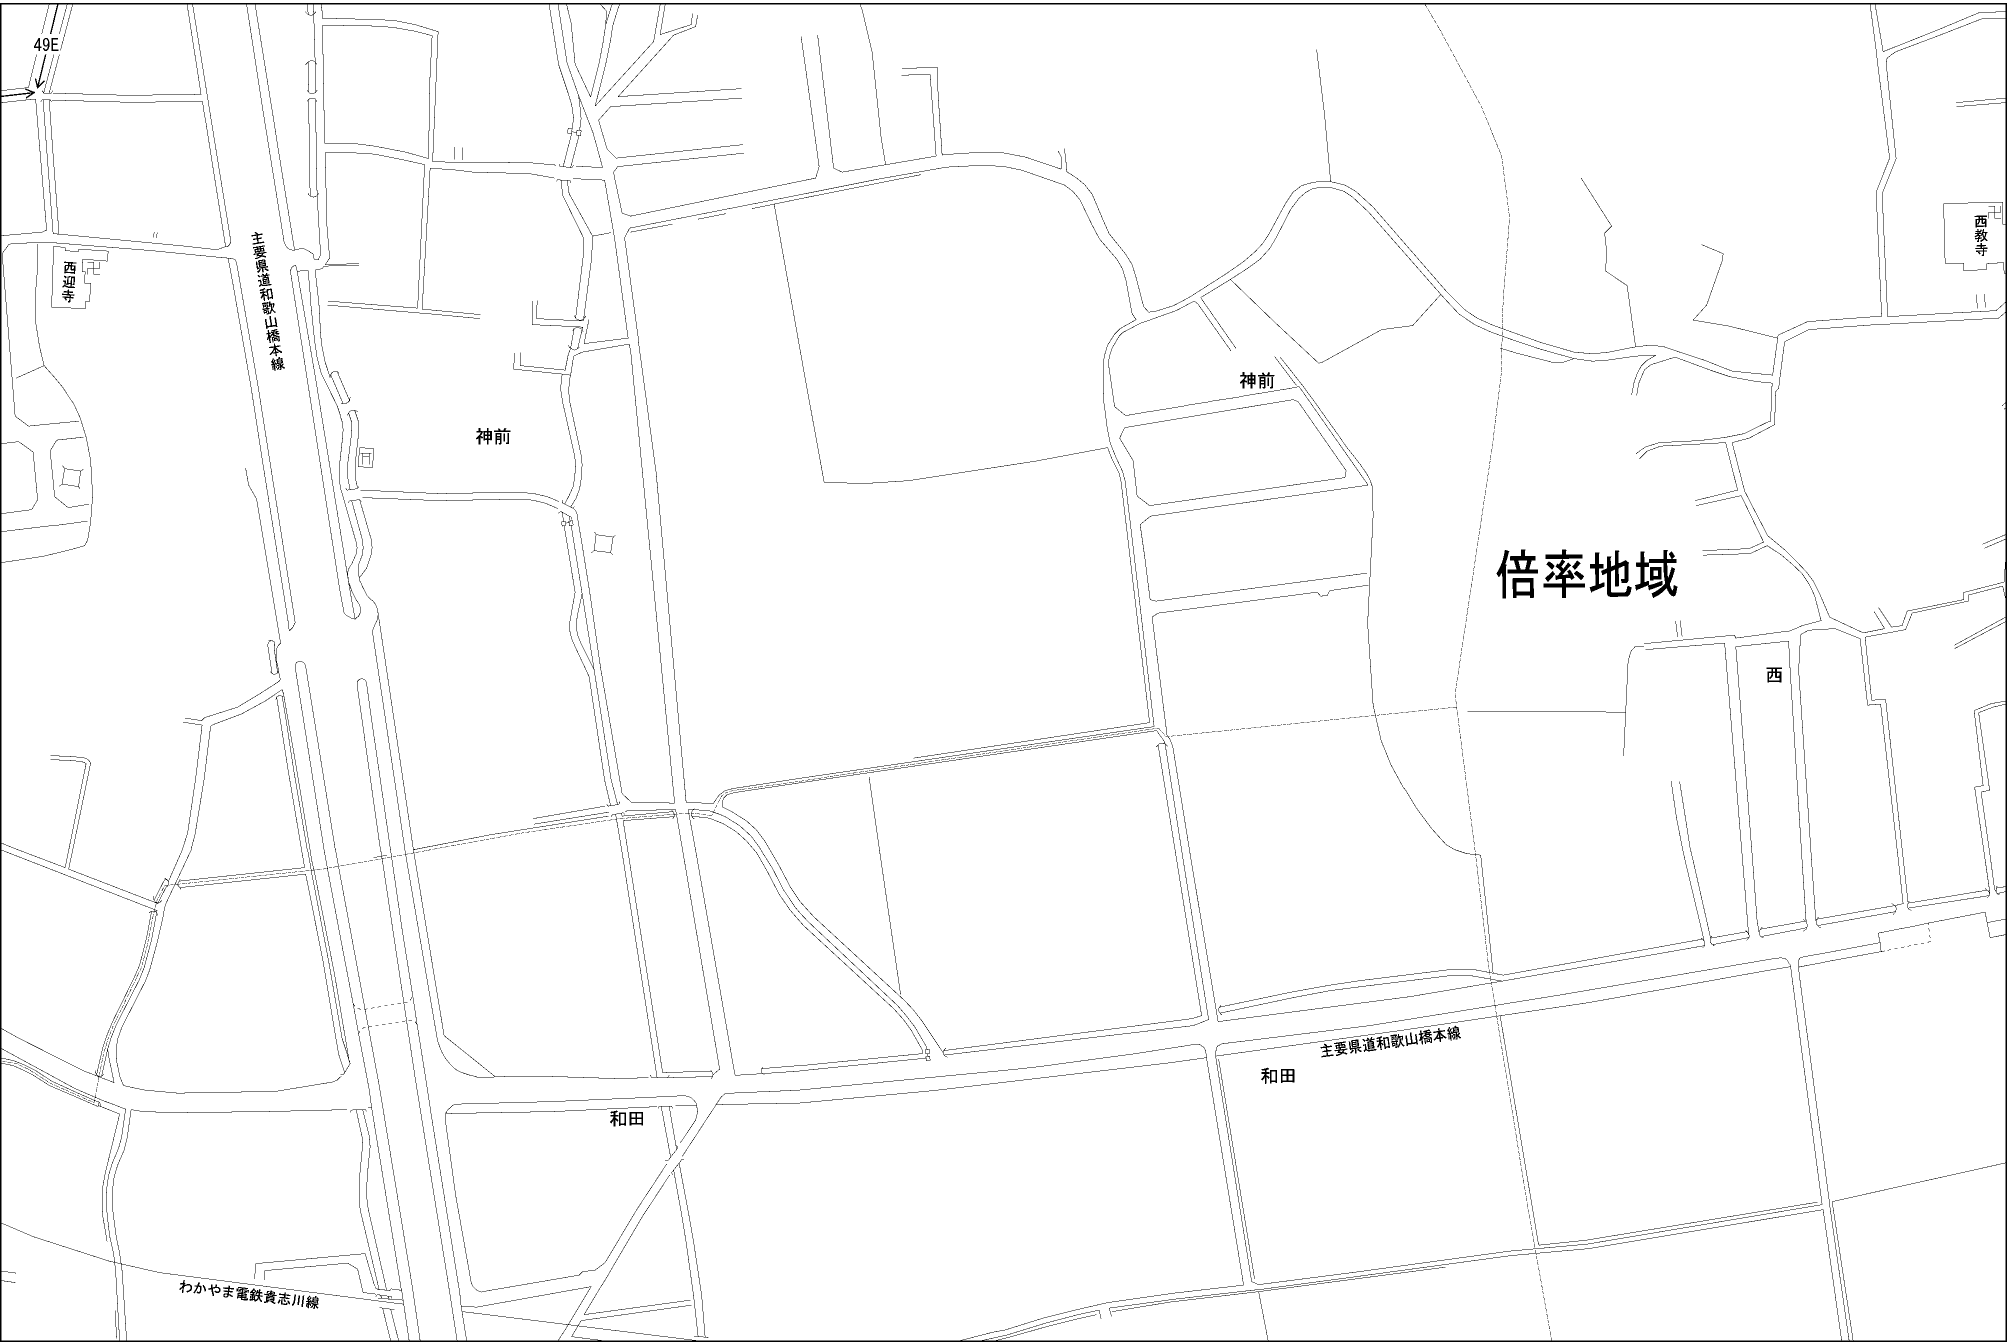 49E
主要県道和歌山橋本線
西迎寺
西教寺
神前
神前
倍率地域
西
主要県道和歌山橋本線
和田
和田
わかやま電鉄貴志川線